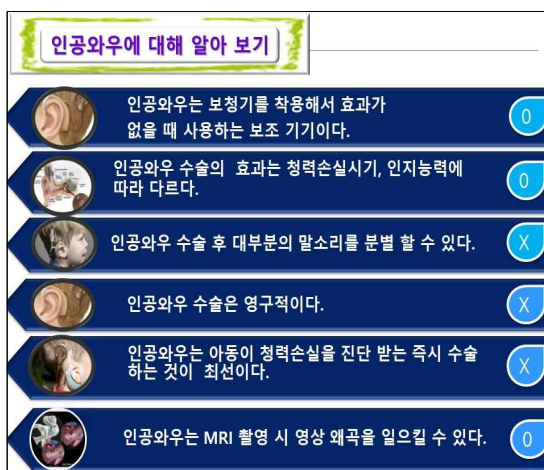 인공와우에 대해 알아 보기
인공와우는 보청기를 착용해서 효과가
없을 때 사용하는 보조 기기이다.
0
인공와우 수술의 효과는 청력손실시기, 인지능력에
따라 다르다.
0
인공와우 수술 후 대부분의 말소리를 분별 할 수 있다.
X
인공와우 수술은 영구적이다.
X
인공와우는 아동이 청력손실을 진단 받는 즉시 수술
하는 것이 최선이다.
X
인공와우는 MRI 촬영 시 영상 왜곡을 일으킬 수 있다.
0